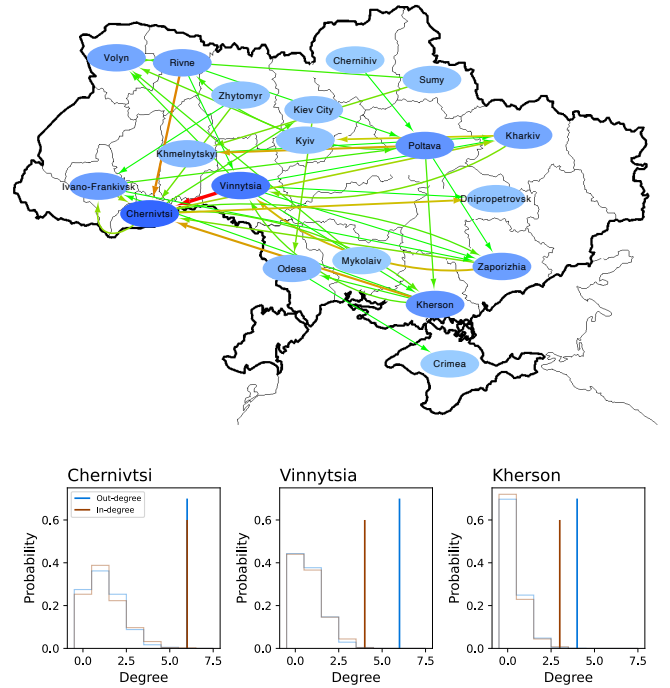 Chernihiv
Volyn
Rivne
Sumy
Zhytomyr
Kiev City
Kharkiv
Kyiv
Poltava
Khmelnytskyi
Ivano-Frankivsk
Vinnytsia
Dnipropetrovsk
Chernivtsi
Odesa
Mykolaiv
Zaporizhia
Kherson
Crimea
Chernivtsi
Vinnytsia
Kherson
Out-degree
In-degree
Probability
0.6
0.4
0.2
0.0
0.0 2.5 5.0 7.5
Degree
Probability
0.6
0.4
0.2
0.0
0.0 2.5 5.0 7.5
Degree
Probability
0.6
0.4
0.2
0.0
0.0 2.5 5.0 7.5
Degree